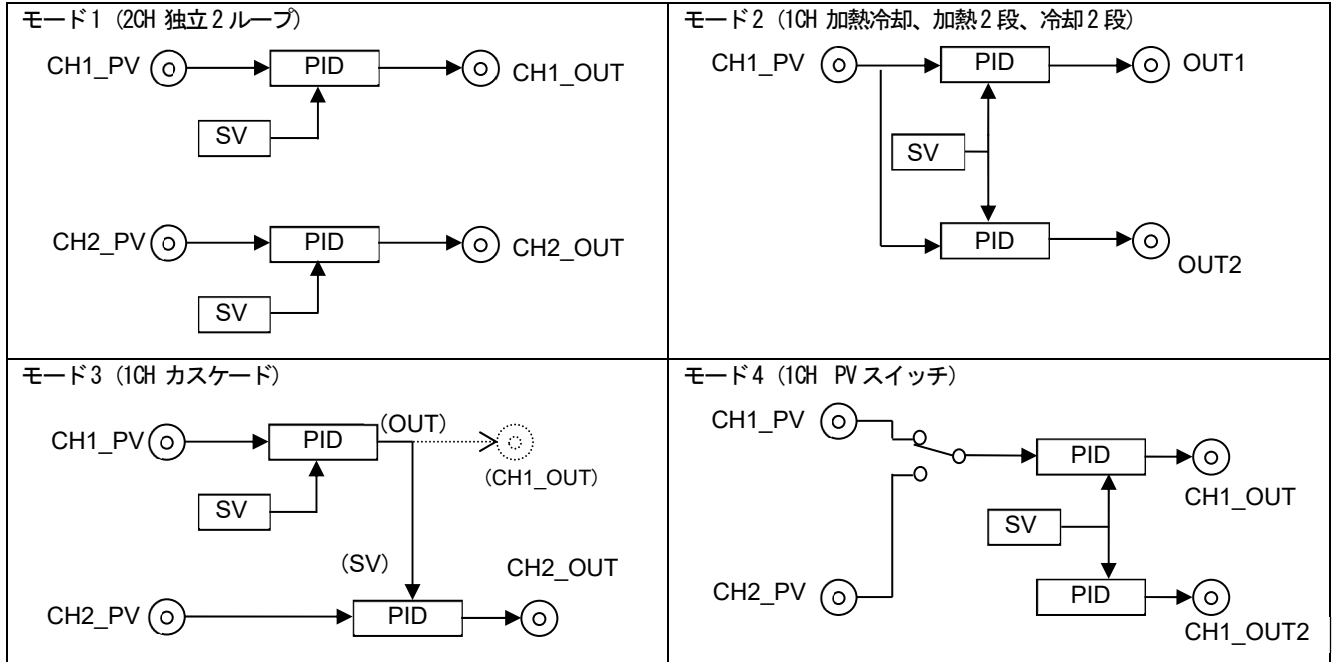 モード1 (2CH 独立2ループ)
CH1_PV
PID
CH1_OUT
SV
CH2_PV
PID
CH2_OUT
SV
モード2 (1CH 加熱冷却、加熱2段、冷却2段)
CH1_PV
PID
OUT1
SV
PID
OUT2
モード3 (1CH カスケード)
CH1_PV
PID
(OUT)
(CH1_OUT)
SV
(SV)
CH2_OUT
CH2_PV
PID
モード4 (1CH PVスイッチ)
CH1_PV
PID
CH1_OUT
SV
CH2_PV
PID
CH1_OUT2